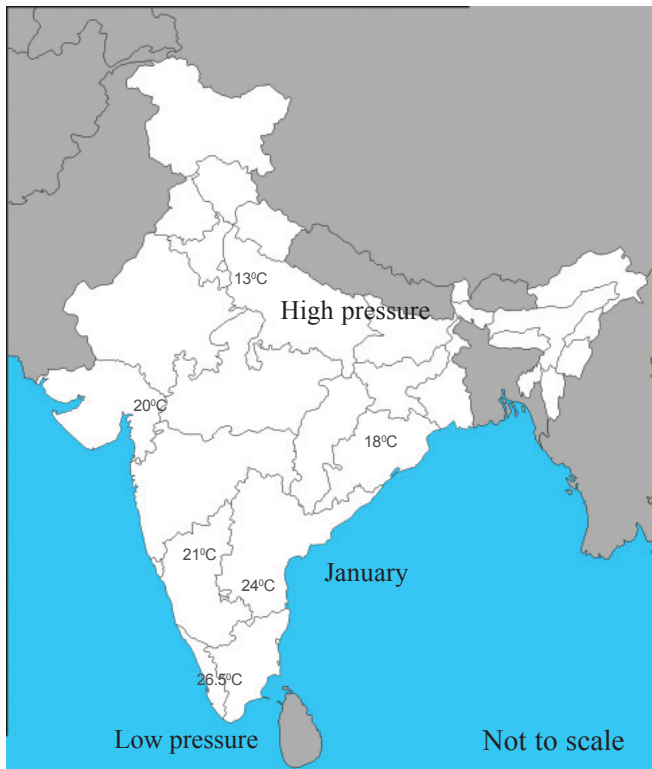 13⁰C
High pressure
20⁰C
18⁰C
21⁰C
January
24⁰C
26.5⁰C
Low pressure
Not to scale